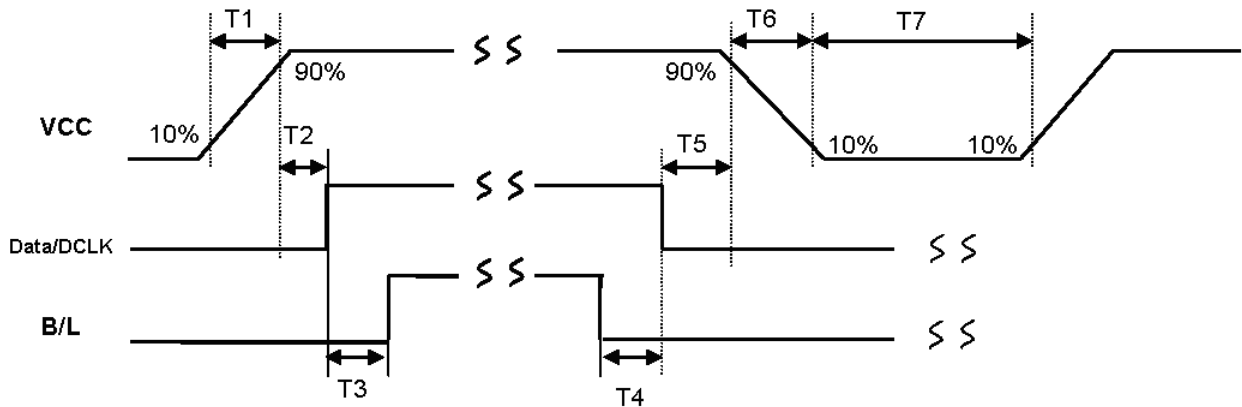 T1
T6
T7
90%
90%
VCC
10%
T2
T5
10%
10%
Data/DCLK
B/L
T3
T4